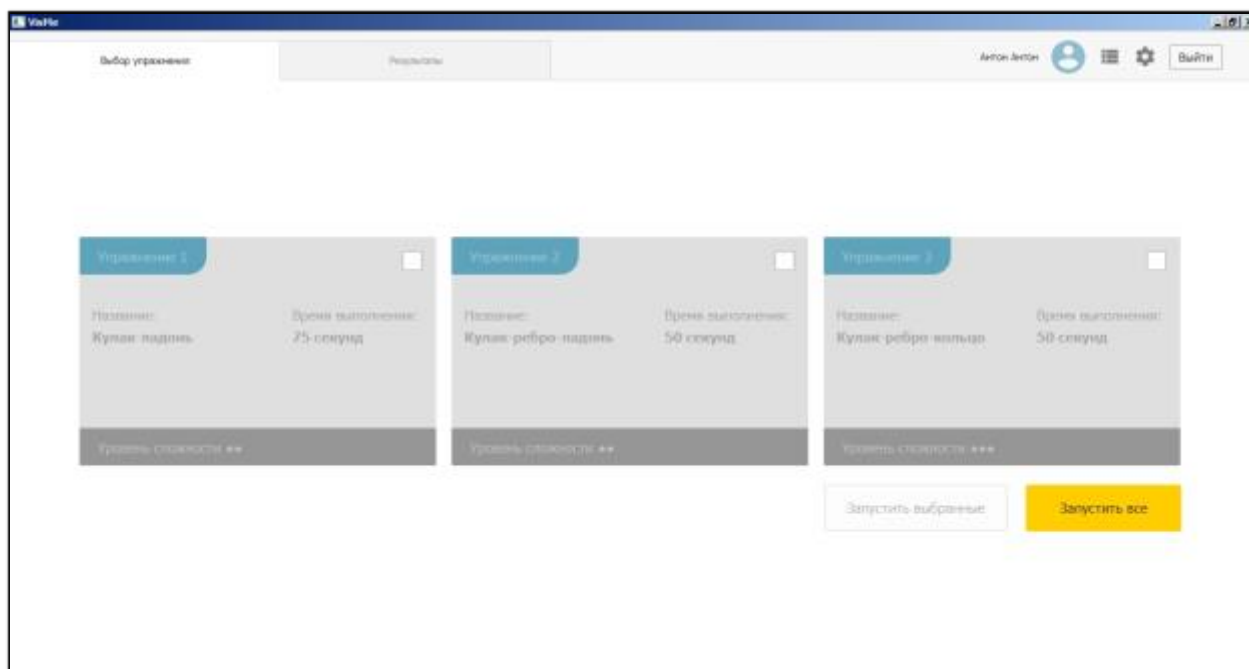 VisiMir
Выбор упражнения
Результаты
Антон Антон
Выйти
Упражнение 1
Название:
Кулак-ладонь
Время выполнения:
75 секунд
Уровень сложности **
Упражнение 2
Название:
Кулак-ребро-ладонь
Время выполнения:
50 секунд
Уровень сложности **
Упражнение 3
Название:
Кулак-ребро-кольцо
Время выполнения:
50 секунд
Уровень сложности ***
Запустить выбранные
Запустить все